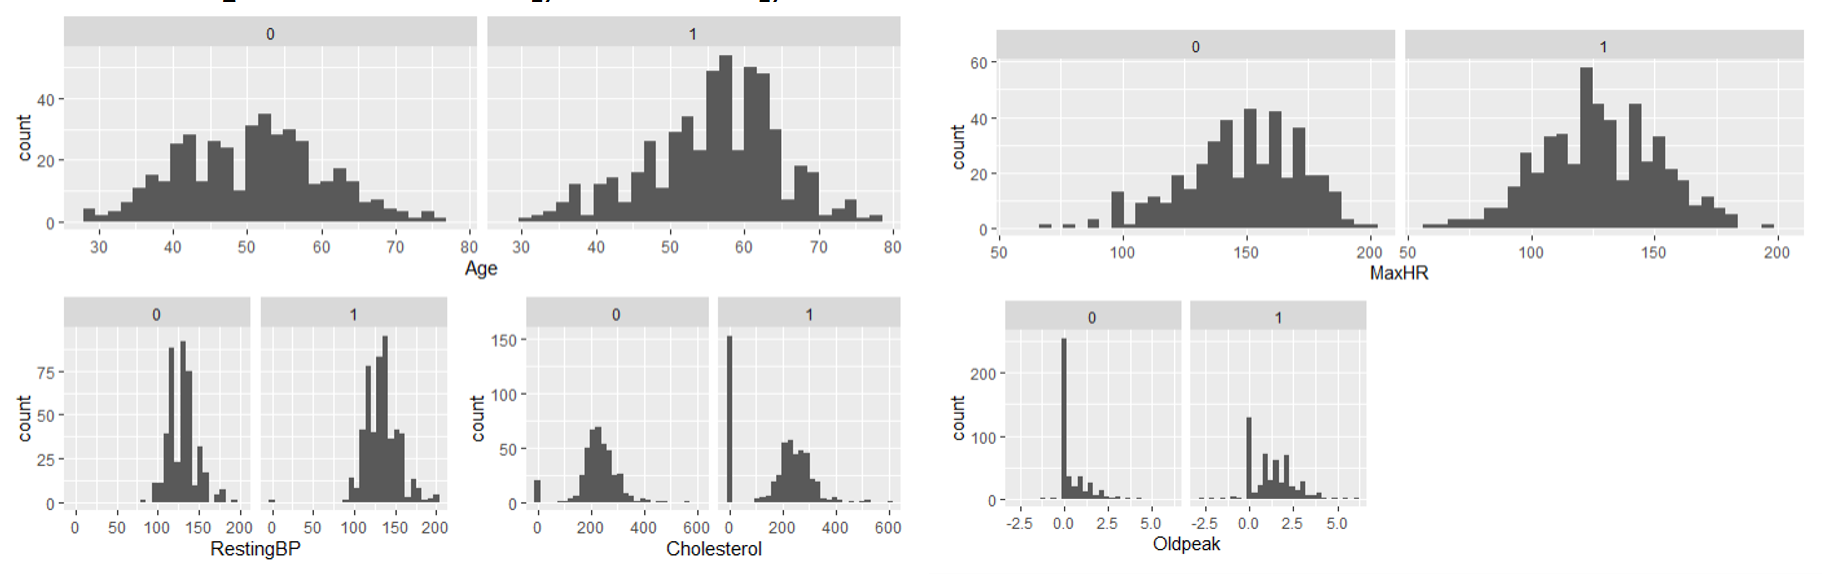 0 1
40
20
0
count
30 40 50 60 70 80 30 40 50 60 70 80
Age
0 1
60
40
20
0
count
50 100 150 200 50 100 150 200
MaxHR
0 1
75
50
25
0
count
0 50 100 150 200 0 50 100 150 200
RestingBP
0 1
150
100
50
0
count
0 200 400 600 0 200 400 600
Cholesterol
0 1
200
100
0
count
-2.5 0.0 2.5 5.0 -2.5 0.0 2.5 5.0
Oldpeak